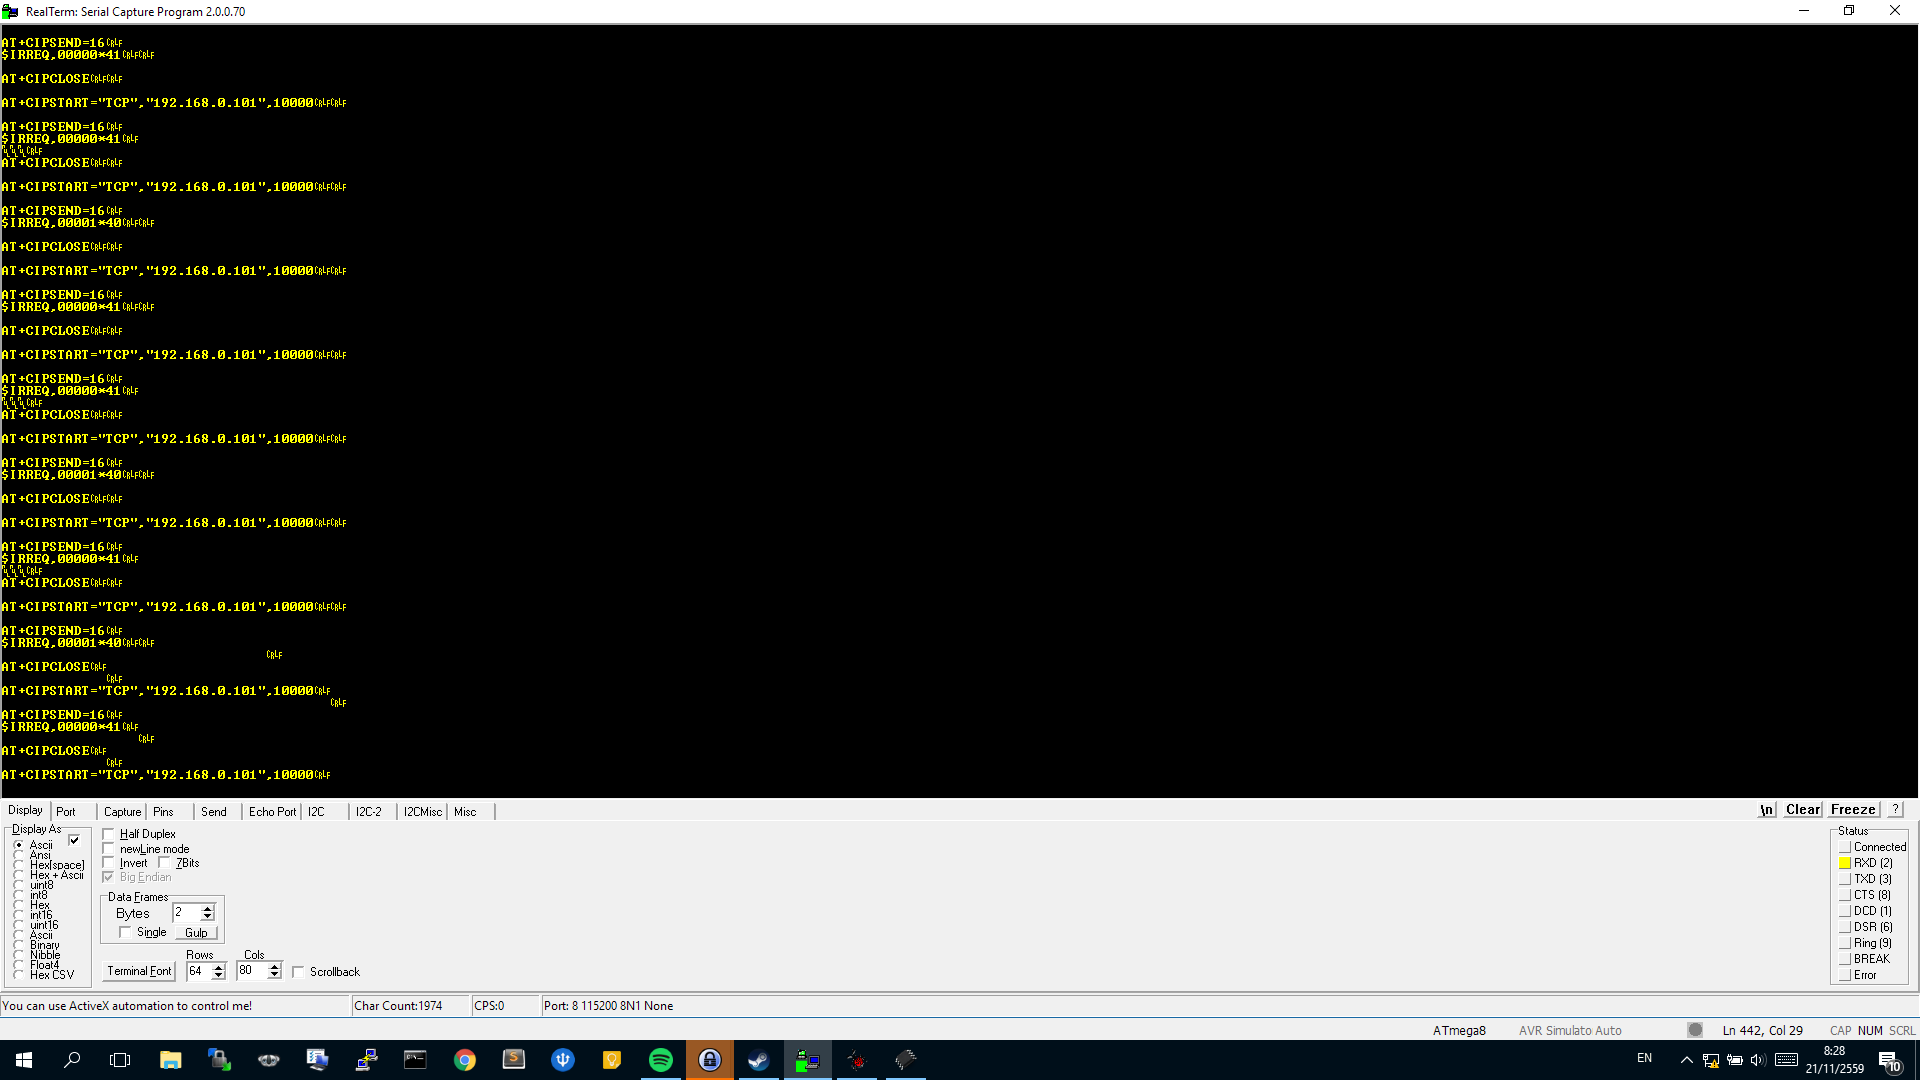 RealTerm: Serial Capture Program 2.0.0.70
AT+CIPSEND=16CRLF
$IRREQ,00000*41CRLFCRLF
AT+CIPCLOSECRLFCRLF
AT+CIPSTART="TCP","192.168.0.101",10000CRLFCRLF
AT+CIPSEND=16CRLF
$IRREQ,00000*41CRLF
CRLF
AT+CIPCLOSECRLFCRLF
AT+CIPSTART="TCP","192.168.0.101",10000CRLFCRLF
AT+CIPSEND=16CRLF
$IRREQ,00001*40CRLFCRLF
AT+CIPCLOSECRLFCRLF
AT+CIPSTART="TCP","192.168.0.101",10000CRLFCRLF
AT+CIPSEND=16CRLF
$IRREQ,00000*41CRLFCRLF
AT+CIPCLOSECRLFCRLF
AT+CIPSTART="TCP","192.168.0.101",10000CRLFCRLF
AT+CIPSEND=16CRLF
$IRREQ,00000*41CRLF
CRLF
AT+CIPCLOSECRLFCRLF
AT+CIPSTART="TCP","192.168.0.101",10000CRLFCRLF
AT+CIPSEND=16CRLF
$IRREQ,00001*40CRLFCRLF
AT+CIPCLOSECRLFCRLF
AT+CIPSTART="TCP","192.168.0.101",10000CRLFCRLF
AT+CIPSEND=16CRLF
$IRREQ,00000*41CRLF
CRLF
AT+CIPCLOSECRLFCRLF
AT+CIPSTART="TCP","192.168.0.101",10000CRLFCRLF
AT+CIPSEND=16CRLF
$IRREQ,00001*40CRLFCRLF
CRLF
AT+CIPCLOSECRLF
CRLF
AT+CIPSTART="TCP","192.168.0.101",10000CRLF
CRLF
AT+CIPSEND=16CRLF
$IRREQ,00000*41CRLF
CRLF
AT+CIPCLOSECRLF
CRLF
AT+CIPSTART="TCP","192.168.0.101",10000CRLF
Display Port Capture Pins Send Echo Port I2C I2C-2 I2CMisc Misc \n Clear Freeze ?
Display As
Ascii
Ansi
Hex[space]
Hex + Ascii
uint8
int8
Hex
int16
uint16
Ascii
Binary
Nibble
Float4
Hex CSV
Half Duplex
newLine mode
Invert 7Bits
Big Endian
Data Frames
Bytes 2
Single Gulp
Rows Cols
Terminal Font 64 80 Scrollback
Status
Connected
RXD (2)
TXD (3)
CTS (8)
DCD (1)
DSR (6)
Ring (9)
BREAK
Error
You can use ActiveX automation to control me! Char Count:1974 CPS:0 Port: 8 115200 8N1 None
ATmega8 AVR Simulato Auto Ln 442, Col 29 CAP NUM SCRL
EN
8:28
21/11/2559
10